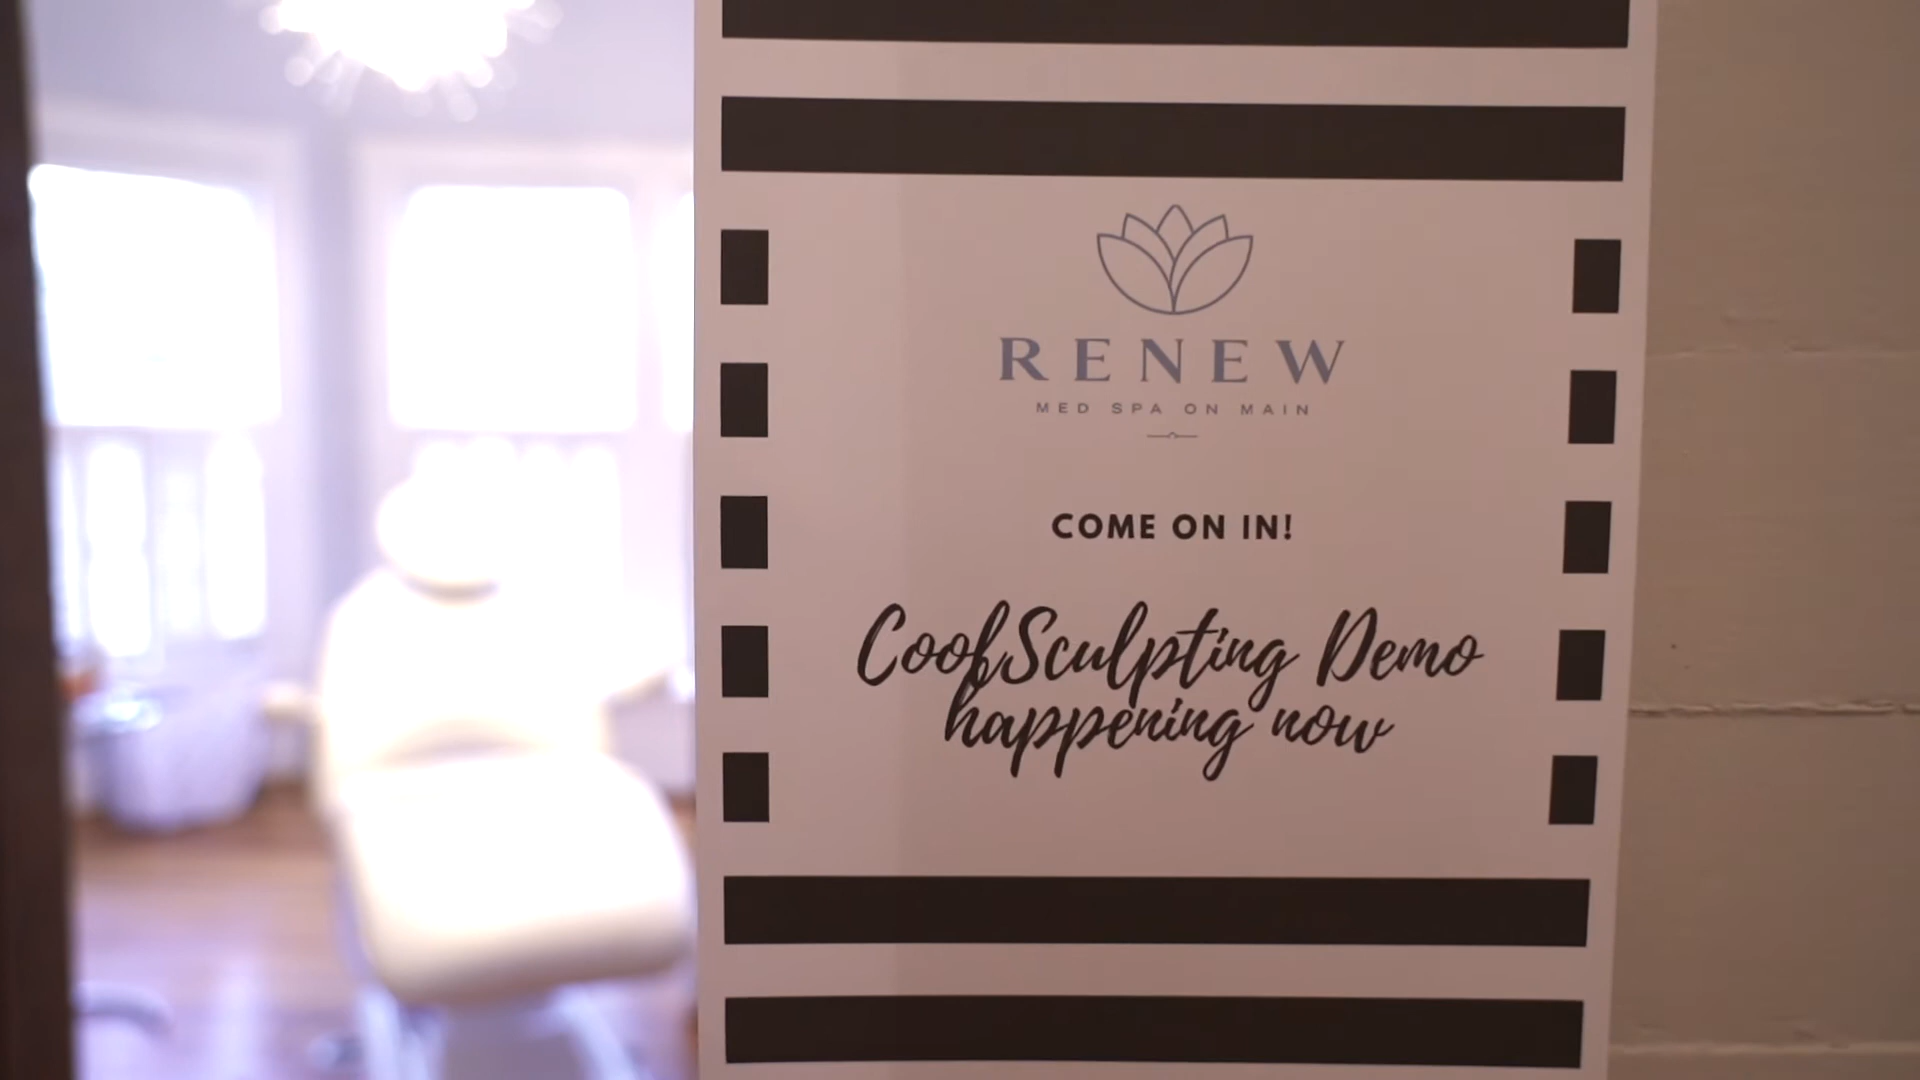 RENEW
MED SPA ON MAIN
COME ON IN!
CoolSculpting Demo
happening now